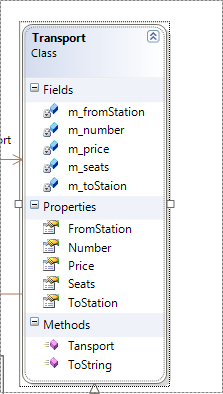 Transport
Class
Fields
m_fromStation
m_number
m_price
m_seats
m_toStaion
Properties
FromStation
Number
Price
Seats
ToStation
Methods
Tansport
ToString